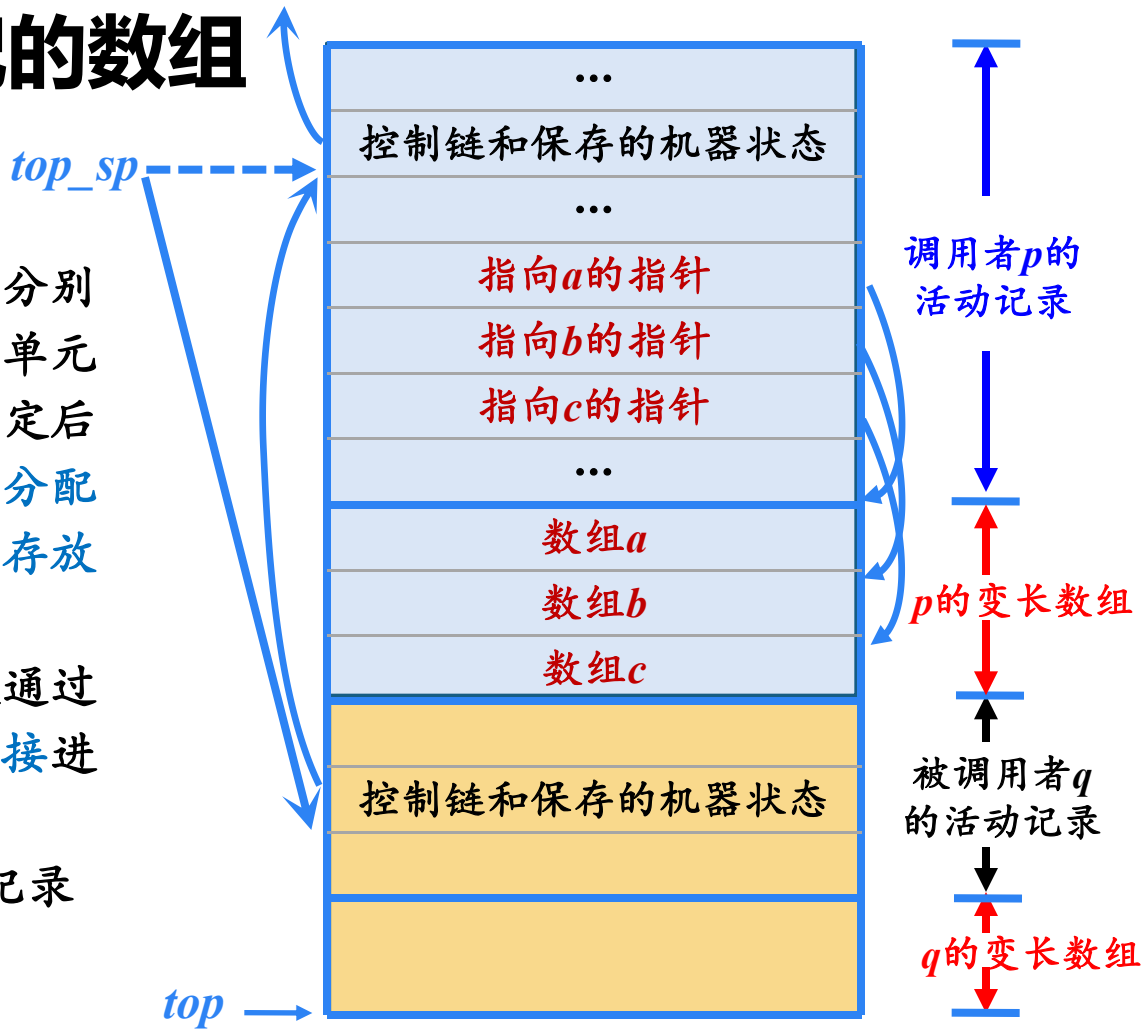 的数组
top_sp
分别
单元
定后
分配
存放
通过
接进
记录
top
...
控制链和保存的机器状态
...
指向a的指针
指向b的指针
指向c的指针
...
数组a
数组b
数组c
控制链和保存的机器状态
调用者p的
活动记录
p的变长数组
被调用者q
的活动记录
q的变长数组